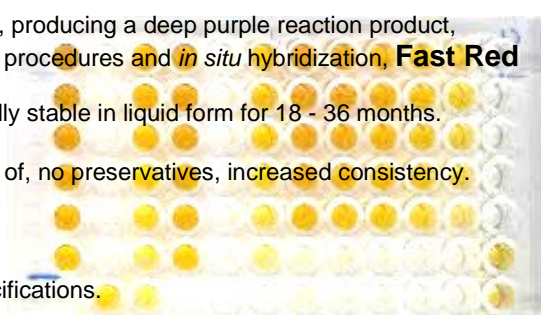 , producing a deep purple reaction product,
procedures and in situ hybridization, Fast Red
lly stable in liquid form for 18 - 36 months.
of, no preservatives, increased consistency.
cifications.